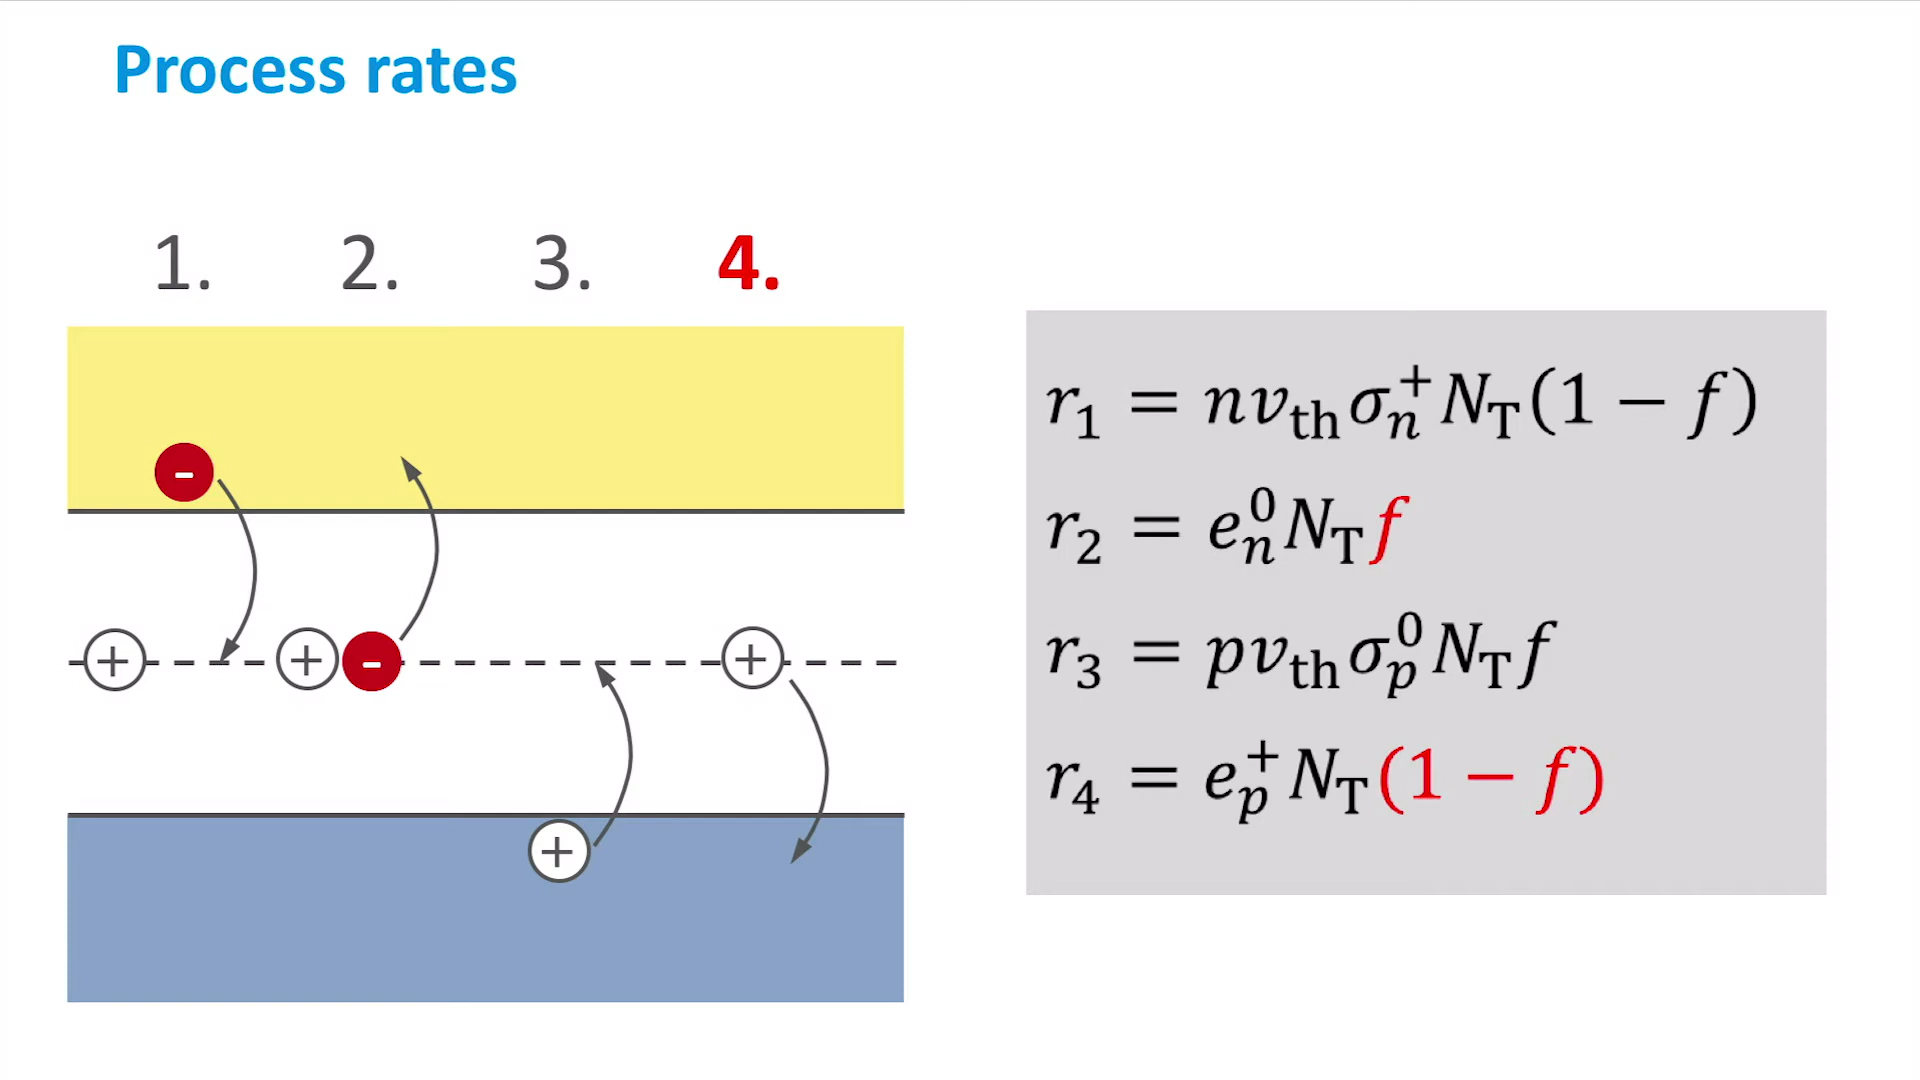 Process rates
1. 2. 3. 4.
-
+ + - +
+
r₁ = nv_th σ_n^+ N_T(1 − f)
r₂ = e_n^0 N_T f
r₃ = pv_th σ_p^0 N_T f
r₄ = e_p^+ N_T(1 − f)